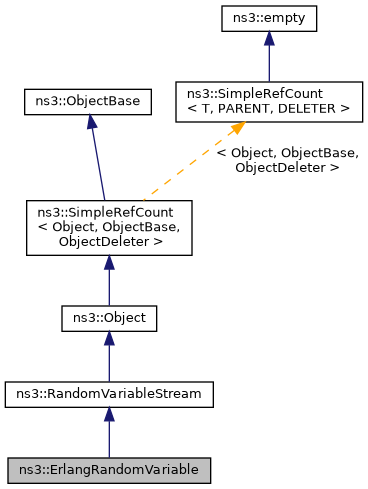 ns3::empty
ns3::ObjectBase
ns3::SimpleRefCount
< T, PARENT, DELETER >
< Object, ObjectBase,
ObjectDeleter >
ns3::SimpleRefCount
< Object, ObjectBase,
ObjectDeleter >
ns3::Object
ns3::RandomVariableStream
ns3::ErlangRandomVariable